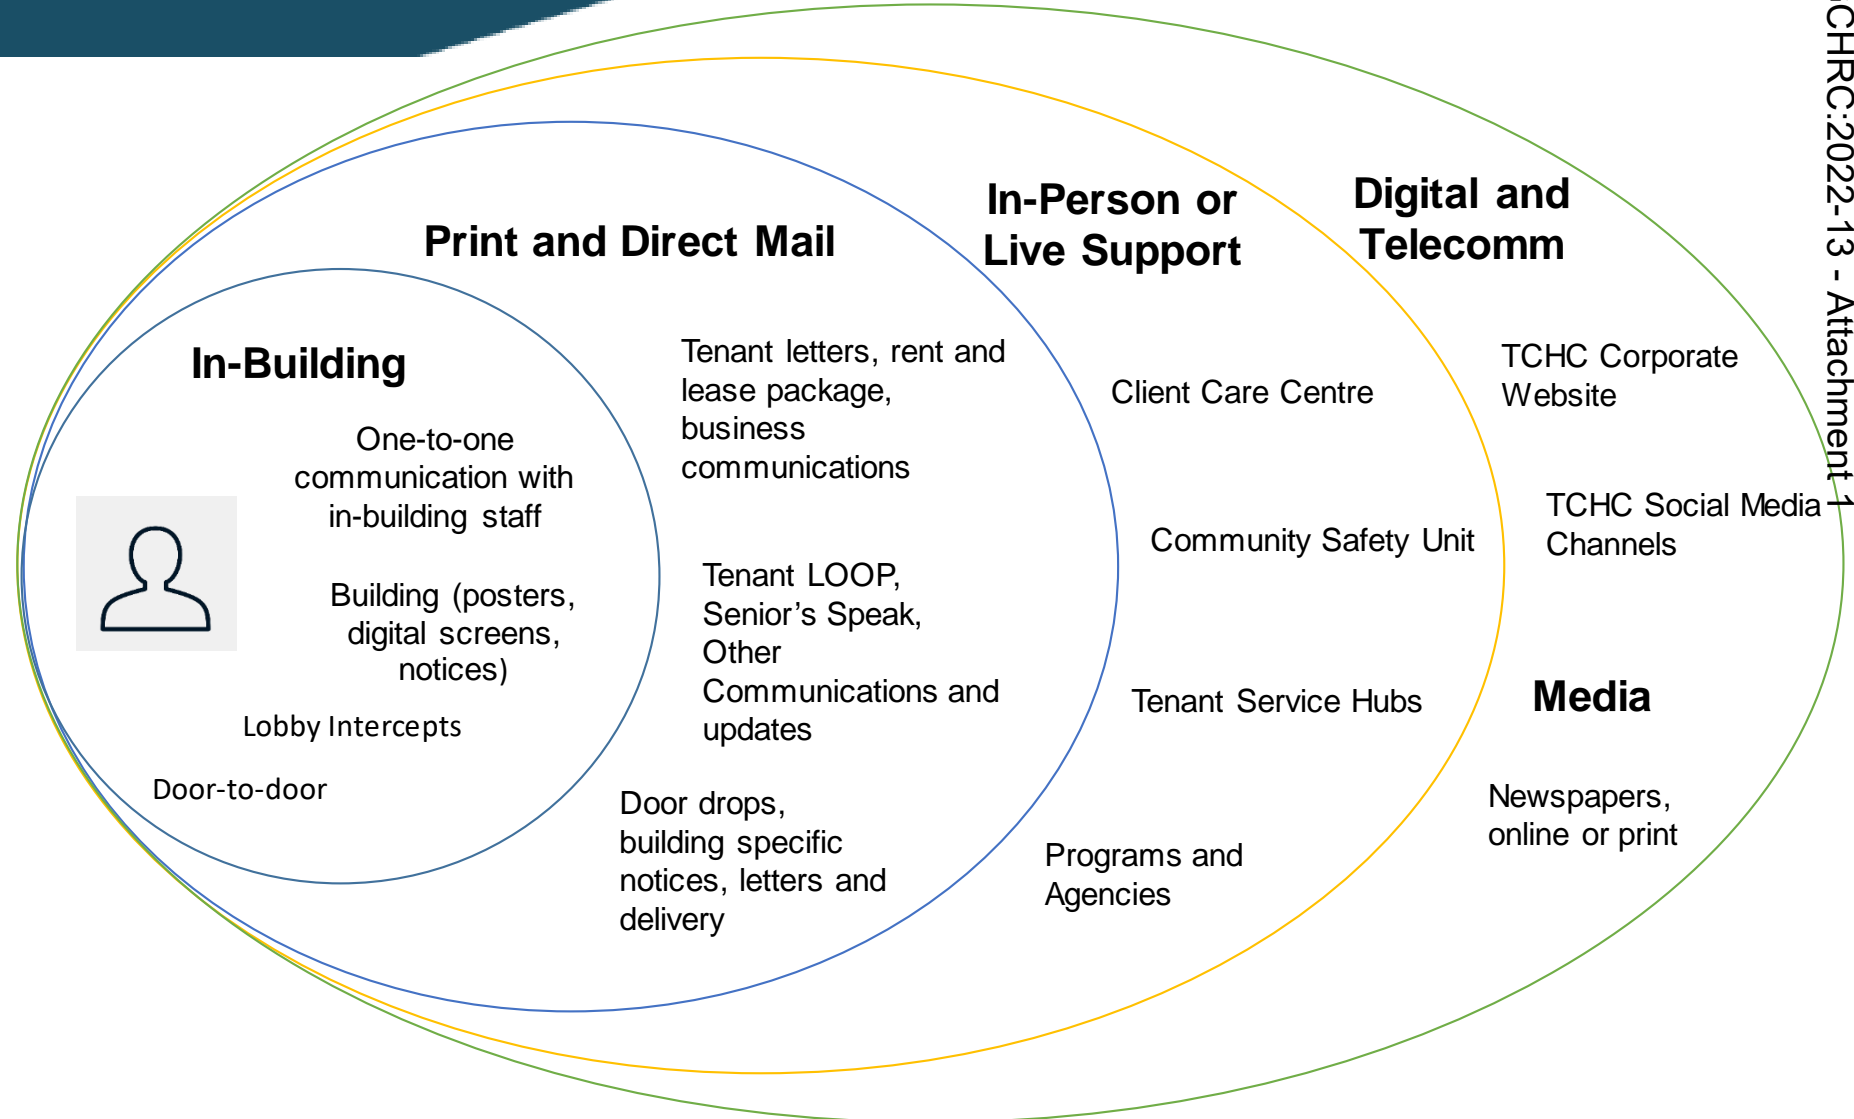 In-Building
One-to-one
communication with
in-building staff
Building (posters,
digital screens,
notices)
Lobby Intercepts
Door-to-door
Print and Direct Mail
Tenant letters, rent and
lease package,
business
communications
Tenant LOOP,
Senior’s Speak,
Other
Communications and
updates
Door drops,
building specific
notices, letters and
delivery
In-Person or
Live Support
Client Care Centre
Community Safety Unit
Tenant Service Hubs
Programs and
Agencies
Digital and
Telecomm
TCHC Corporate
Website
TCHC Social Media
Channels
Media
Newspapers,
online or print
CHRC:2022-13 - Attachment 1